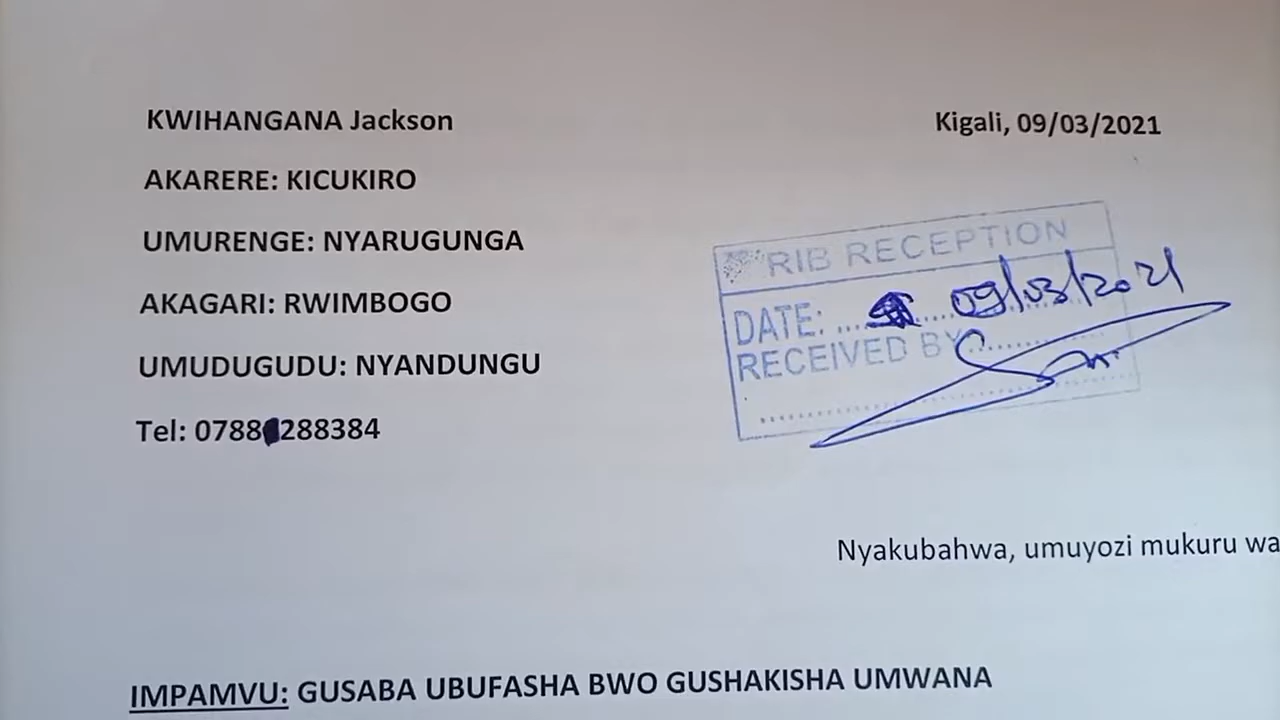 KWIHANGANA Jackson
Kigali, 09/03/2021
AKARERE: KICUKIRO
UMURENGE: NYARUGUNGA
AKAGARI: RWIMBOGO
UMUDUGUDU: NYANDUNGU
Tel: 0788288384
RIB RECEPTION
DATE: 09/03/2021
RECEIVED BY
Nyakubahwa, umuyozi mukuru wa
IMPAMVU: GUSABA UBUFASHA BWO GUSHAKISHA UMWANA